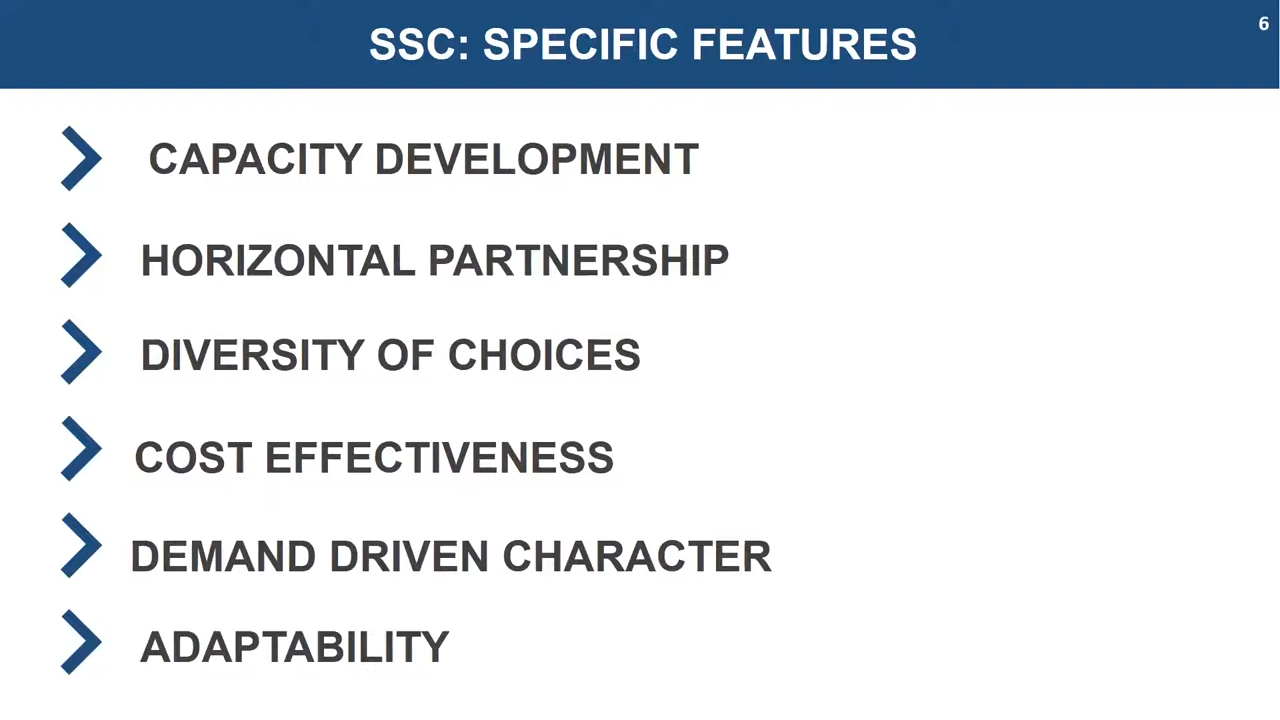 SSC: SPECIFIC FEATURES
6
CAPACITY DEVELOPMENT
HORIZONTAL PARTNERSHIP
DIVERSITY OF CHOICES
COST EFFECTIVENESS
DEMAND DRIVEN CHARACTER
ADAPTABILITY